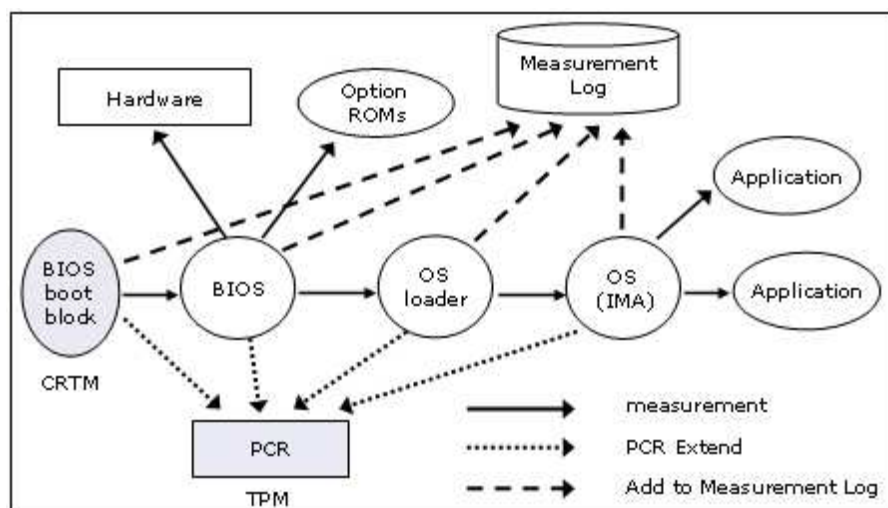 Measurement
Log
Hardware
Option
ROMs
Application
BIOS
boot
block
BIOS
OS
loader
OS
(IMA)
Application
CRTM
measurement
PCR
PCR Extend
TPM
Add to Measurement Log